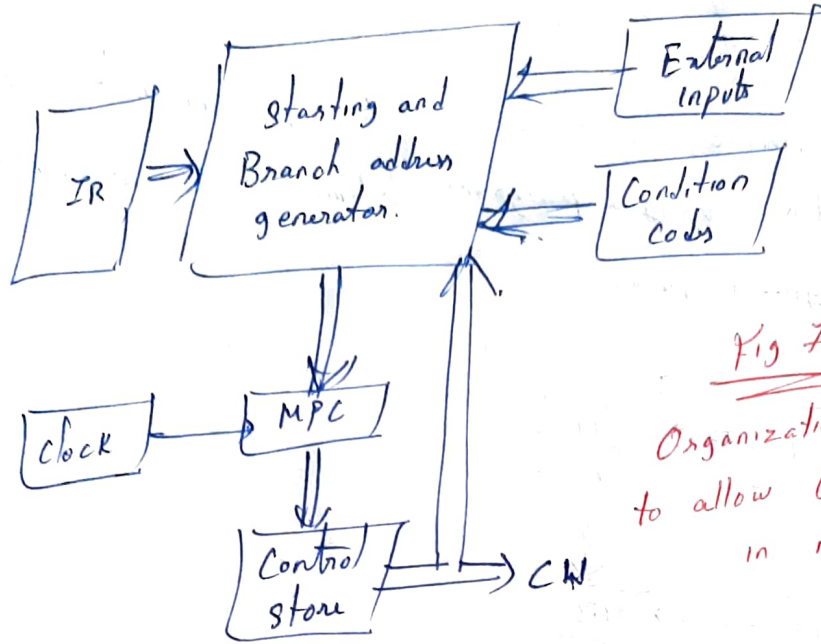 External
inputs
Starting and
Branch address
generator.
IR
Condition
Codes
Fig
Organizati
to allow
in
MPC
Clock
Control
store
CW